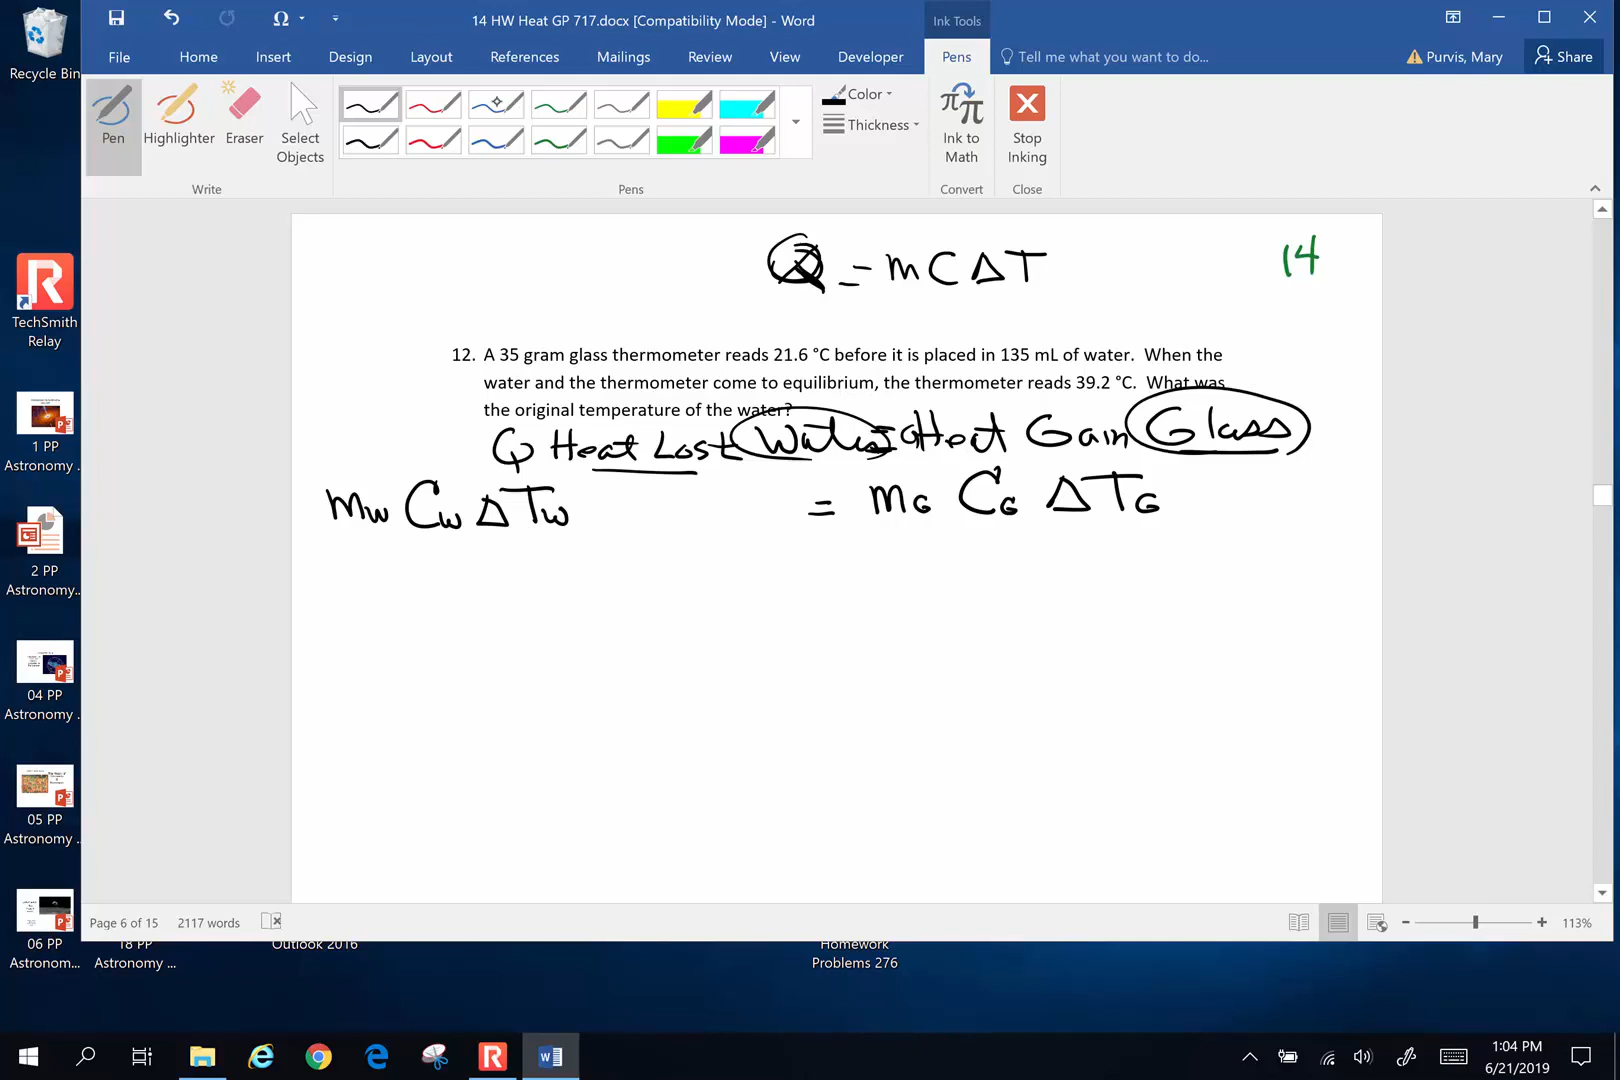 Recycle Bin
14 HW Heat GP 717.docx [Compatibility Mode] - Word
Ink Tools
File Home Insert Design Layout References Mailings Review View Developer Pens Tell me what you want to do...
Purvis, Mary Share
Pen Highlighter Eraser Select Objects
Write
Pens
Color
Thickness
Ink to Math
Convert
Stop Inking
Close
TechSmith Relay
1 PP Astronomy...
2 PP Astronomy...
04 PP Astronomy ...
05 PP Astronomy ...
06 PP Astronom...
18 PP Astronomy ...
Outlook 2016
Homework Problems 276
Q = m C Δ T
14
12. A 35 gram glass thermometer reads 21.6 °C before it is placed in 135 mL of water. When the
water and the thermometer come to equilibrium, the thermometer reads 39.2 °C. What was
the original temperature of the water?
Q Heat Lost Water = Heat Gain Glass
mw Cw ΔTw = mG CG ΔTG
Page 6 of 15 2117 words
113%
1:04 PM
6/21/2019